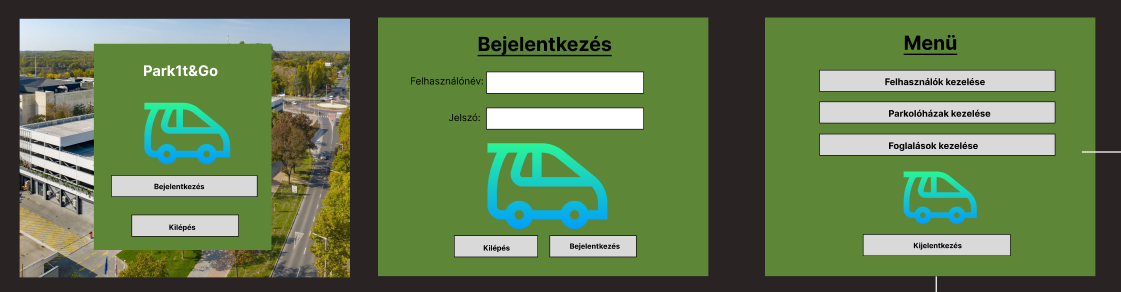 Park1t&Go
Bejelentkezés
Kilépés
Bejelentkezés
Felhasználónév:
Jelszó:
Kilépés
Bejelentkezés
Menü
Felhasználók kezelése
Parkolóházak kezelése
Foglalások kezelése
Kijelentkezés